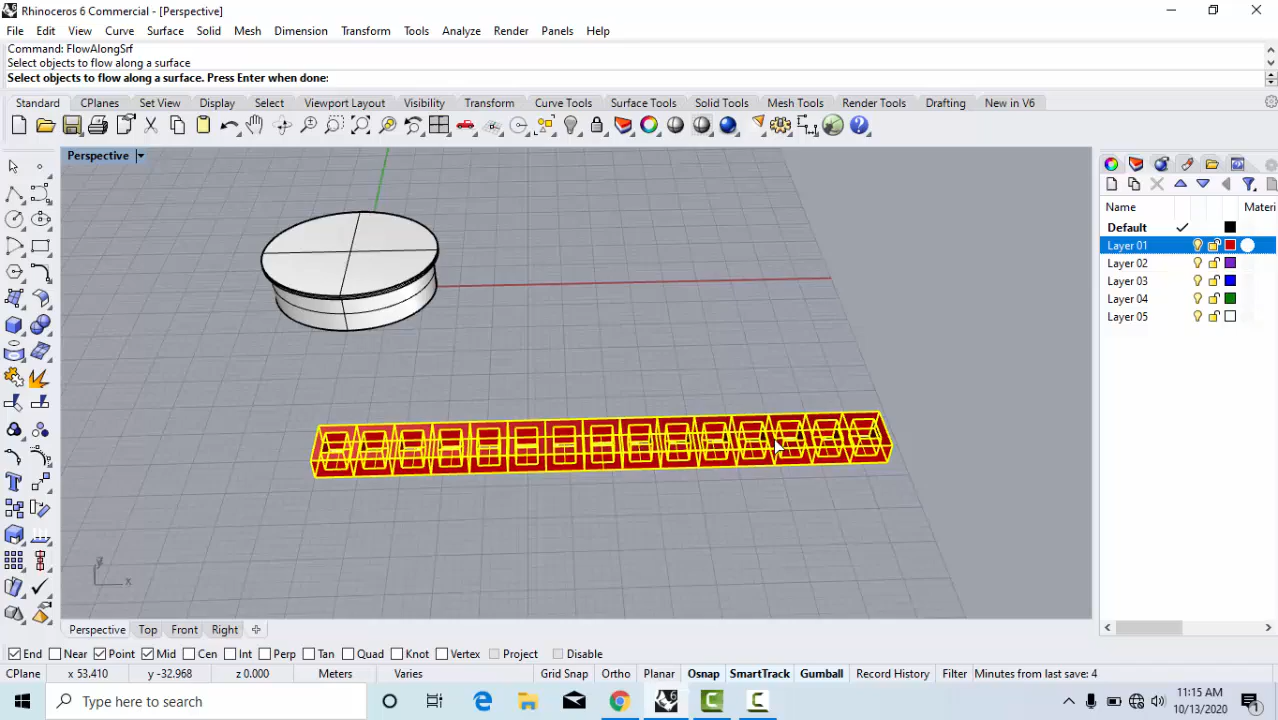 Rhinoceros 6 Commercial - [Perspective]
File Edit View Curve Surface Solid Mesh Dimension Transform Tools Analyze Render Panels Help
Command: FlowAlongSrf
Select objects to flow along a surface
Select objects to flow along a surface. Press Enter when done:
Standard CPlanes Set View Display Select Viewport Layout Visibility Transform Curve Tools Surface Tools Solid Tools Mesh Tools Render Tools Drafting New in V6
Perspective
Name Materi
Default
Layer 01
Layer 02
Layer 03
Layer 04
Layer 05
y
x
Perspective Top Front Right
End Near Point Mid Cen Int Perp Tan Quad Knot Vertex Project Disable
CPlane x 53.410 y -32.968 z 0.000 Meters Varies Grid Snap Ortho Planar Osnap SmartTrack Gumball Record History Filter Minutes from last save: 4
Type here to search
11:15 AM
10/13/2020